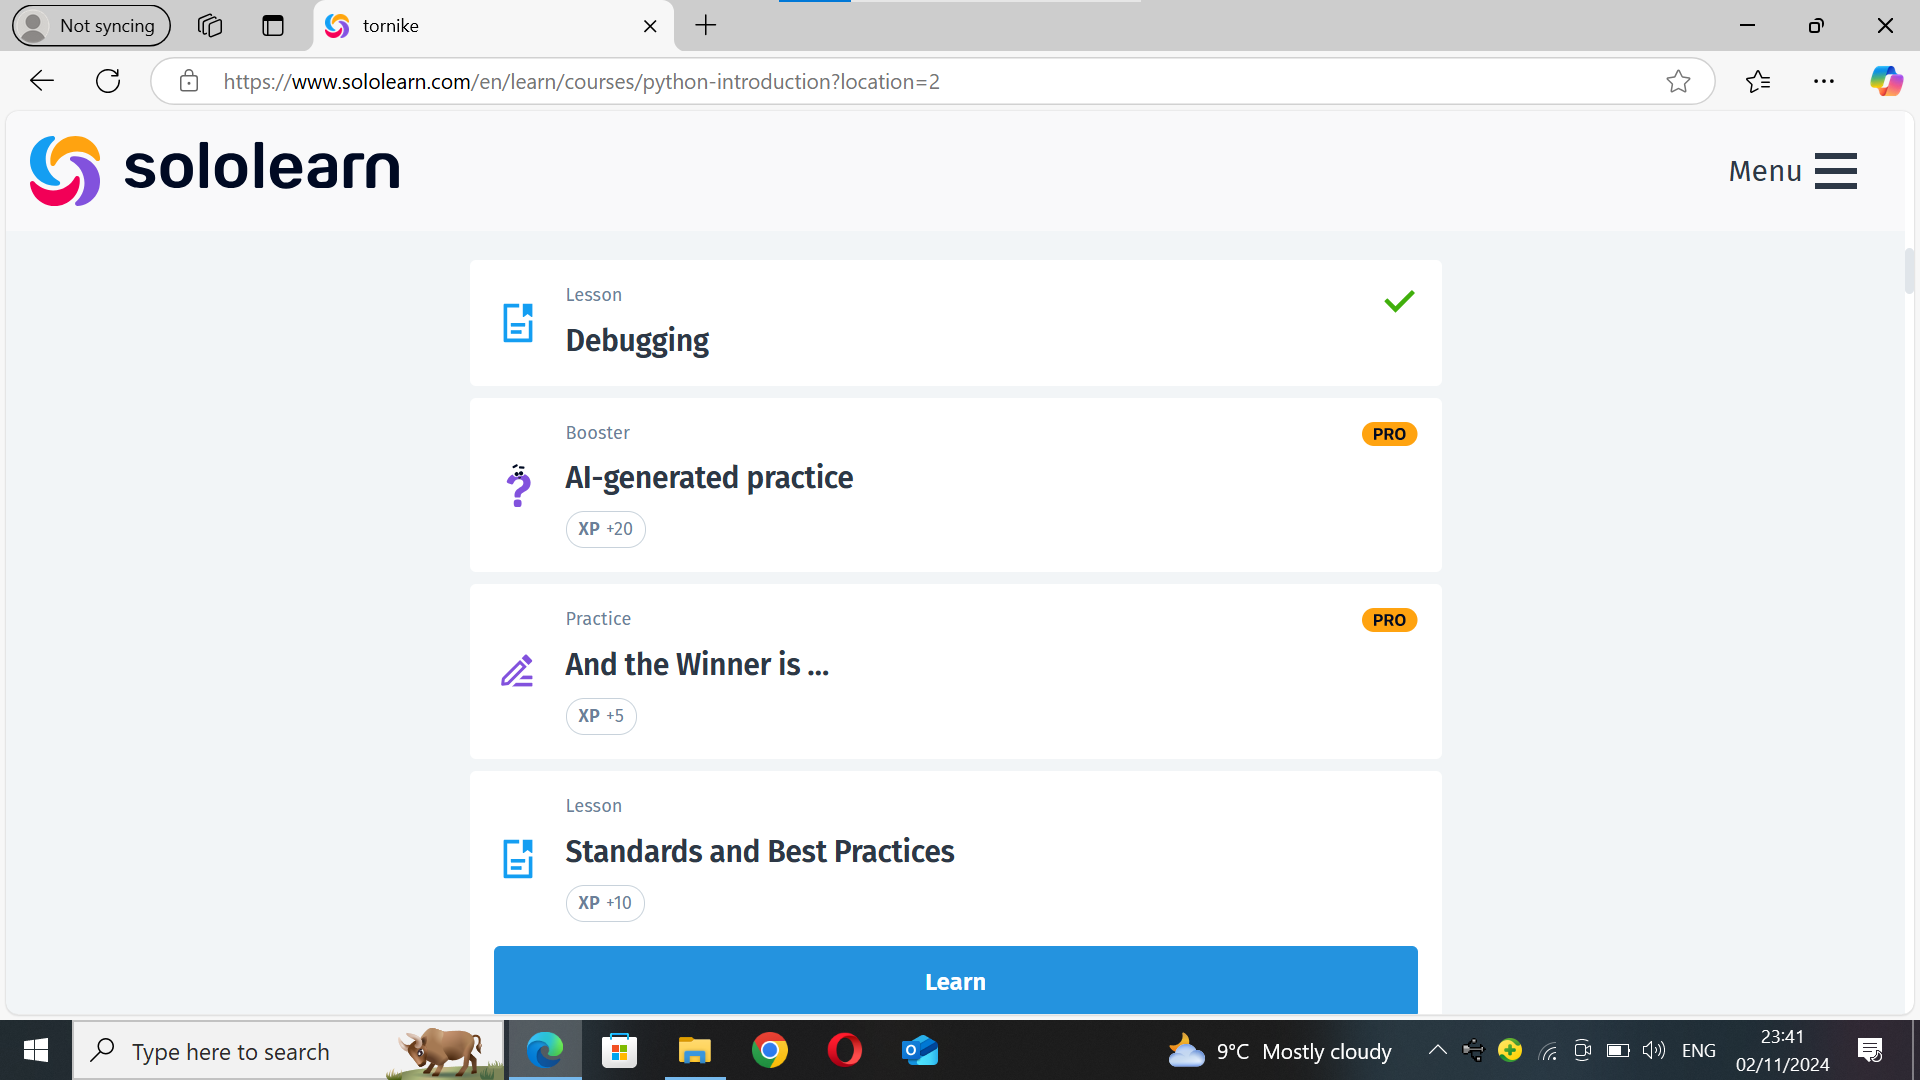 Not syncing
tornike
https://www.sololearn.com/en/learn/courses/python-introduction?location=2
sololearn
Menu
Lesson
Debugging
Booster
PRO
AI-generated practice
XP +20
Practice
PRO
And the Winner is ...
XP +5
Lesson
Standards and Best Practices
XP +10
Learn
Type here to search
9°C Mostly cloudy
ENG
23:41
02/11/2024